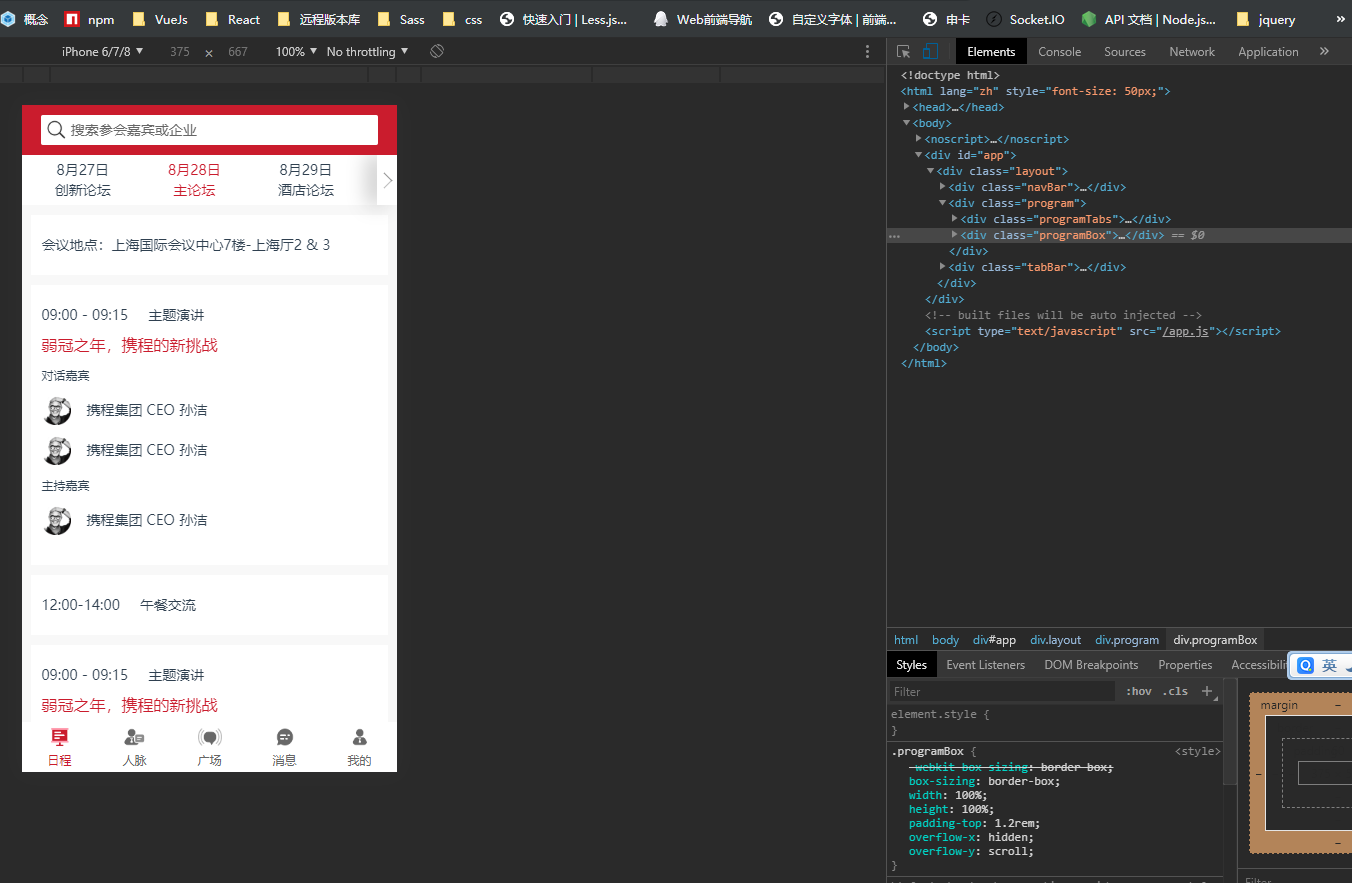 概念 npm VueJs React 远程版本库 Sass css 快速入门 | Less.js... Web前端导航 自定义字体 | 前端... 申卡 Socket.IO API 文档 | Node.js... jquery »
iPhone 6/7/8 ▼ 375 × 667 100% ▼ No throttling ▼
Elements Console Sources Network Application »
搜索参会嘉宾或企业
8月27日 8月28日 8月29日
创新论坛 主论坛 酒店论坛
会议地点：上海国际会议中心7楼-上海厅2 & 3
09:00 - 09:15 主题演讲
弱冠之年，携程的新挑战
对话嘉宾
携程集团 CEO 孙洁
携程集团 CEO 孙洁
主持嘉宾
携程集团 CEO 孙洁
12:00-14:00 午餐交流
09:00 - 09:15 主题演讲
弱冠之年，携程的新挑战
日程 人脉 广场 消息 我的
<!doctype html>
<html lang="zh" style="font-size: 50px;">
▶<head>…</head>
▼<body>
▶<noscript>…</noscript>
▼<div id="app">
▼<div class="layout">
▶<div class="navBar">…</div>
▼<div class="program">
▶<div class="programTabs">…</div>
… ▶<div class="programBox">…</div> == $0
</div>
▶<div class="tabBar">…</div>
</div>
</div>
<!-- built files will be auto injected -->
<script type="text/javascript" src="/app.js"></script>
</body>
</html>
html body div#app div.layout div.program div.programBox
Styles Event Listeners DOM Breakpoints Properties Accessibili
英
Filter :hov .cls +
element.style {
}
.programBox { <style>
-webkit-box-sizing: border-box;
box-sizing: border-box;
width: 100%;
height: 100%;
padding-top: 1.2rem;
overflow-x: hidden;
overflow-y: scroll;
}
margin –
–
–
Filter